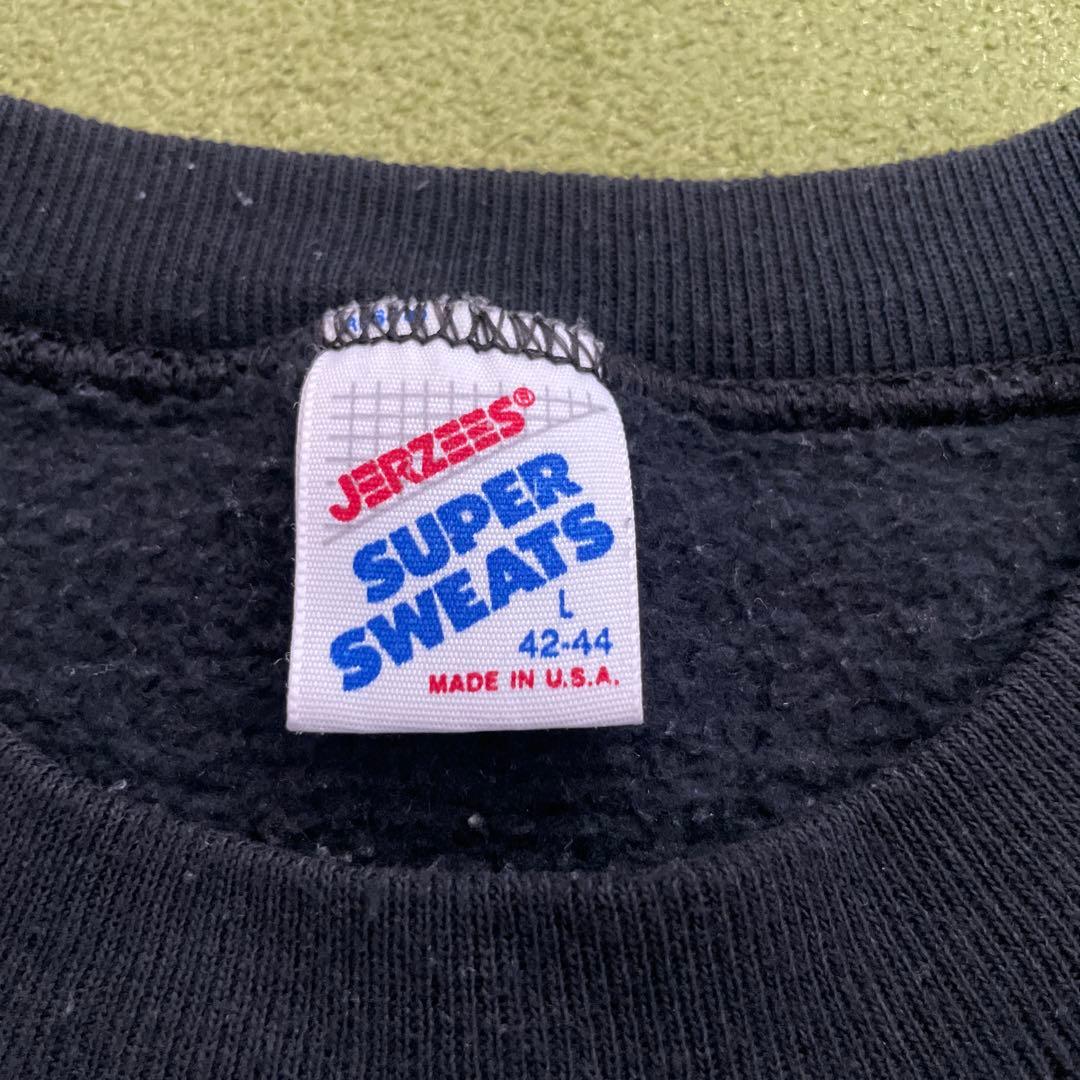 JERZEES®
SUPER
SWEATS
L
42-44
MADE IN U.S.A.